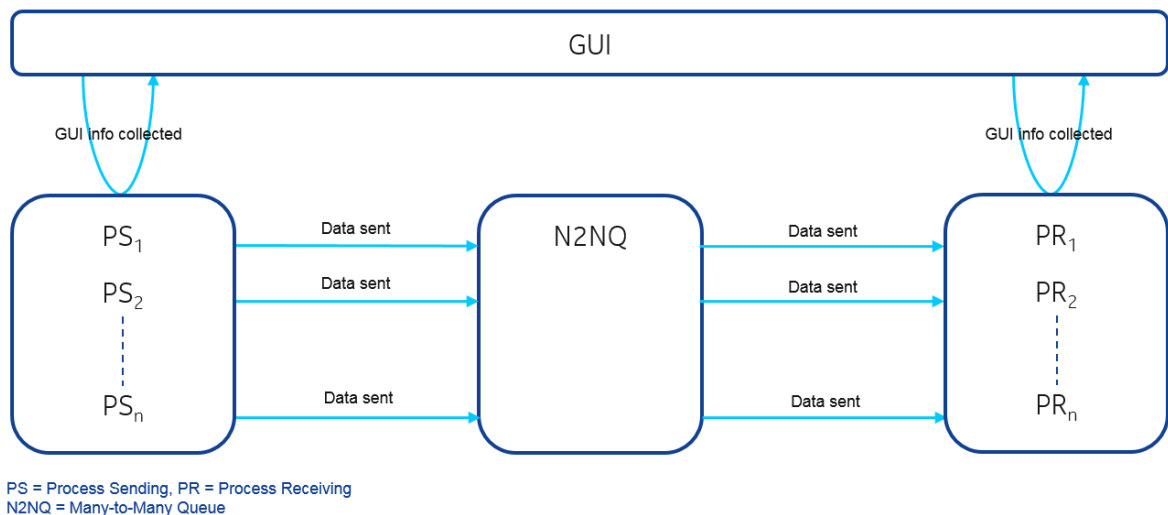 GUI
GUI info collected
GUI info collected
PS₁
Data sent
N2NQ
Data sent
PR₁
PS₂
Data sent
Data sent
PR₂
PSₙ
Data sent
Data sent
PRₙ
PS = Process Sending, PR = Process Receiving
N2NQ = Many-to-Many Queue